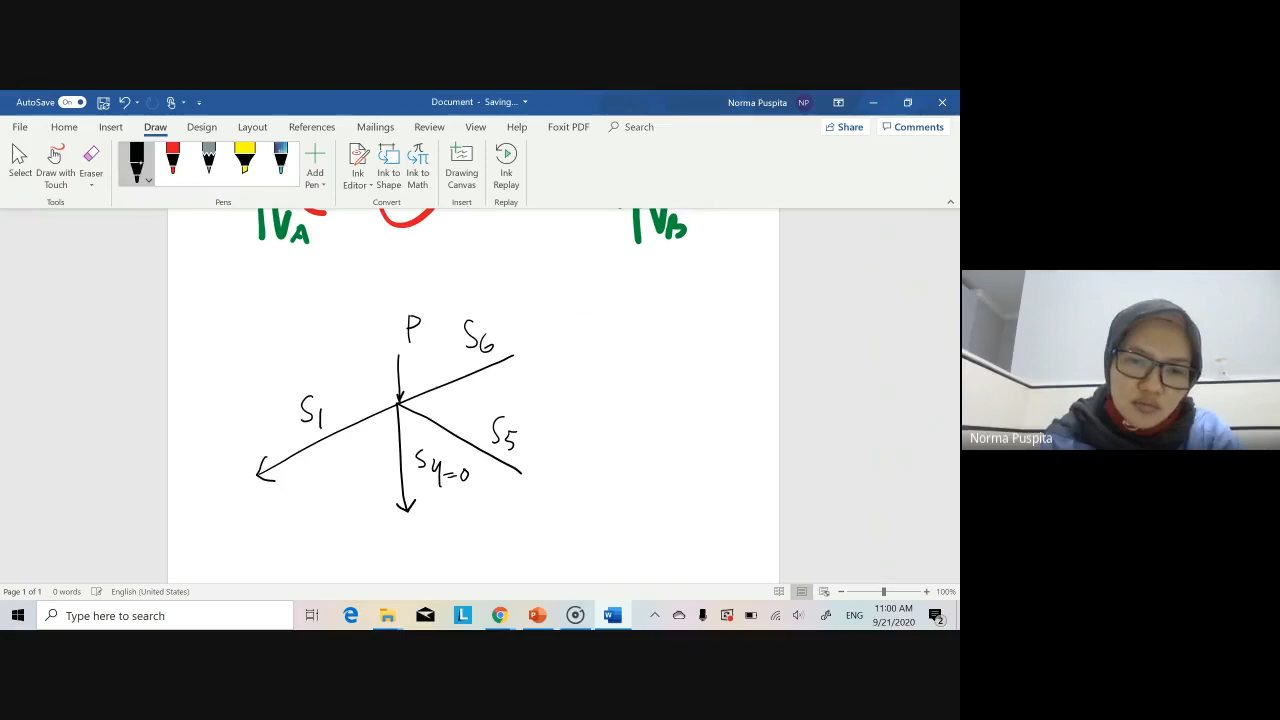 AutoSave On
Document - Saving...
Norma Puspita NP
File Home Insert Draw Design Layout References Mailings Review View Help Foxit PDF Search
Share Comments
Select Draw with Touch Eraser
Add Pen
Ink Editor Ink to Shape Ink to Math
Drawing Canvas
Ink Replay
Tools Pens Convert Insert Replay
VA
VB
P
S6
S1
S5
S4=0
Norma Puspita
Page 1 of 1 0 words English (United States) 100%
Type here to search
L
ENG
11:00 AM
9/21/2020
2